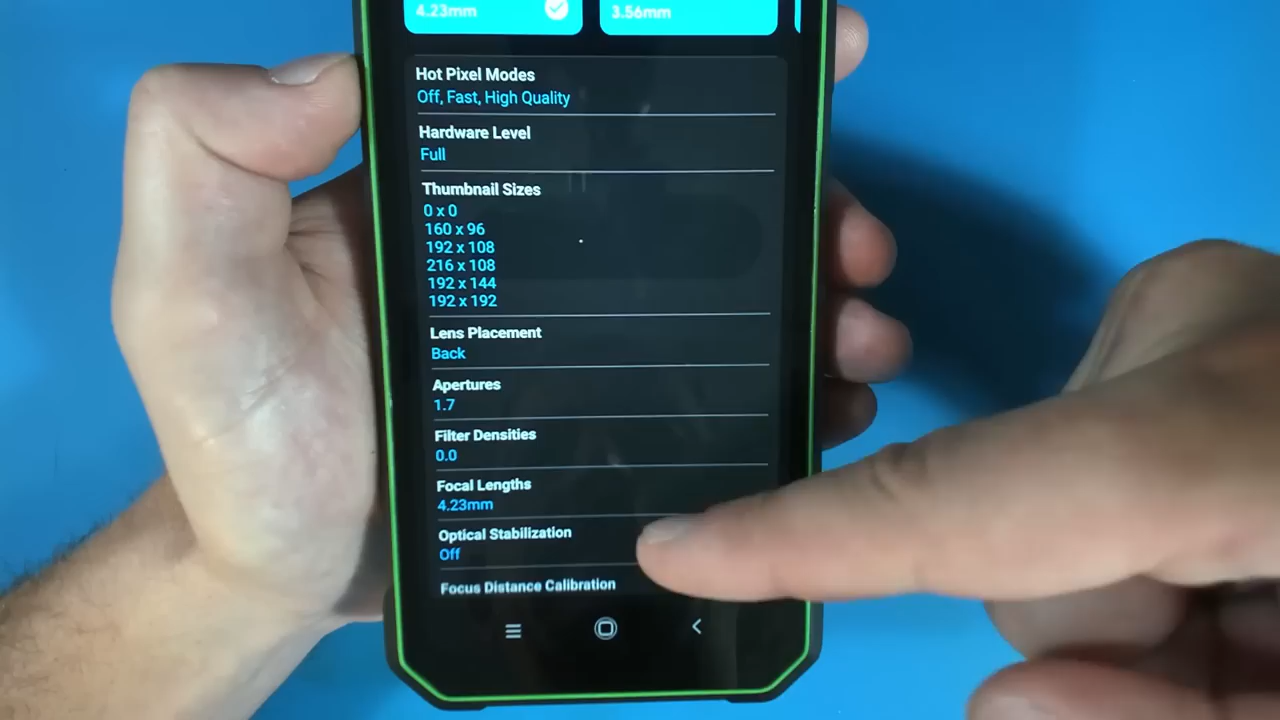 4.23mm
3.56mm
Hot Pixel Modes
Off, Fast, High Quality
Hardware Level
Full
Thumbnail Sizes
0 x 0
160 x 96
192 x 108
216 x 108
192 x 144
192 x 192
Lens Placement
Back
Apertures
1.7
Filter Densities
0.0
Focal Lengths
4.23mm
Optical Stabilization
Off
Focus Distance Calibration